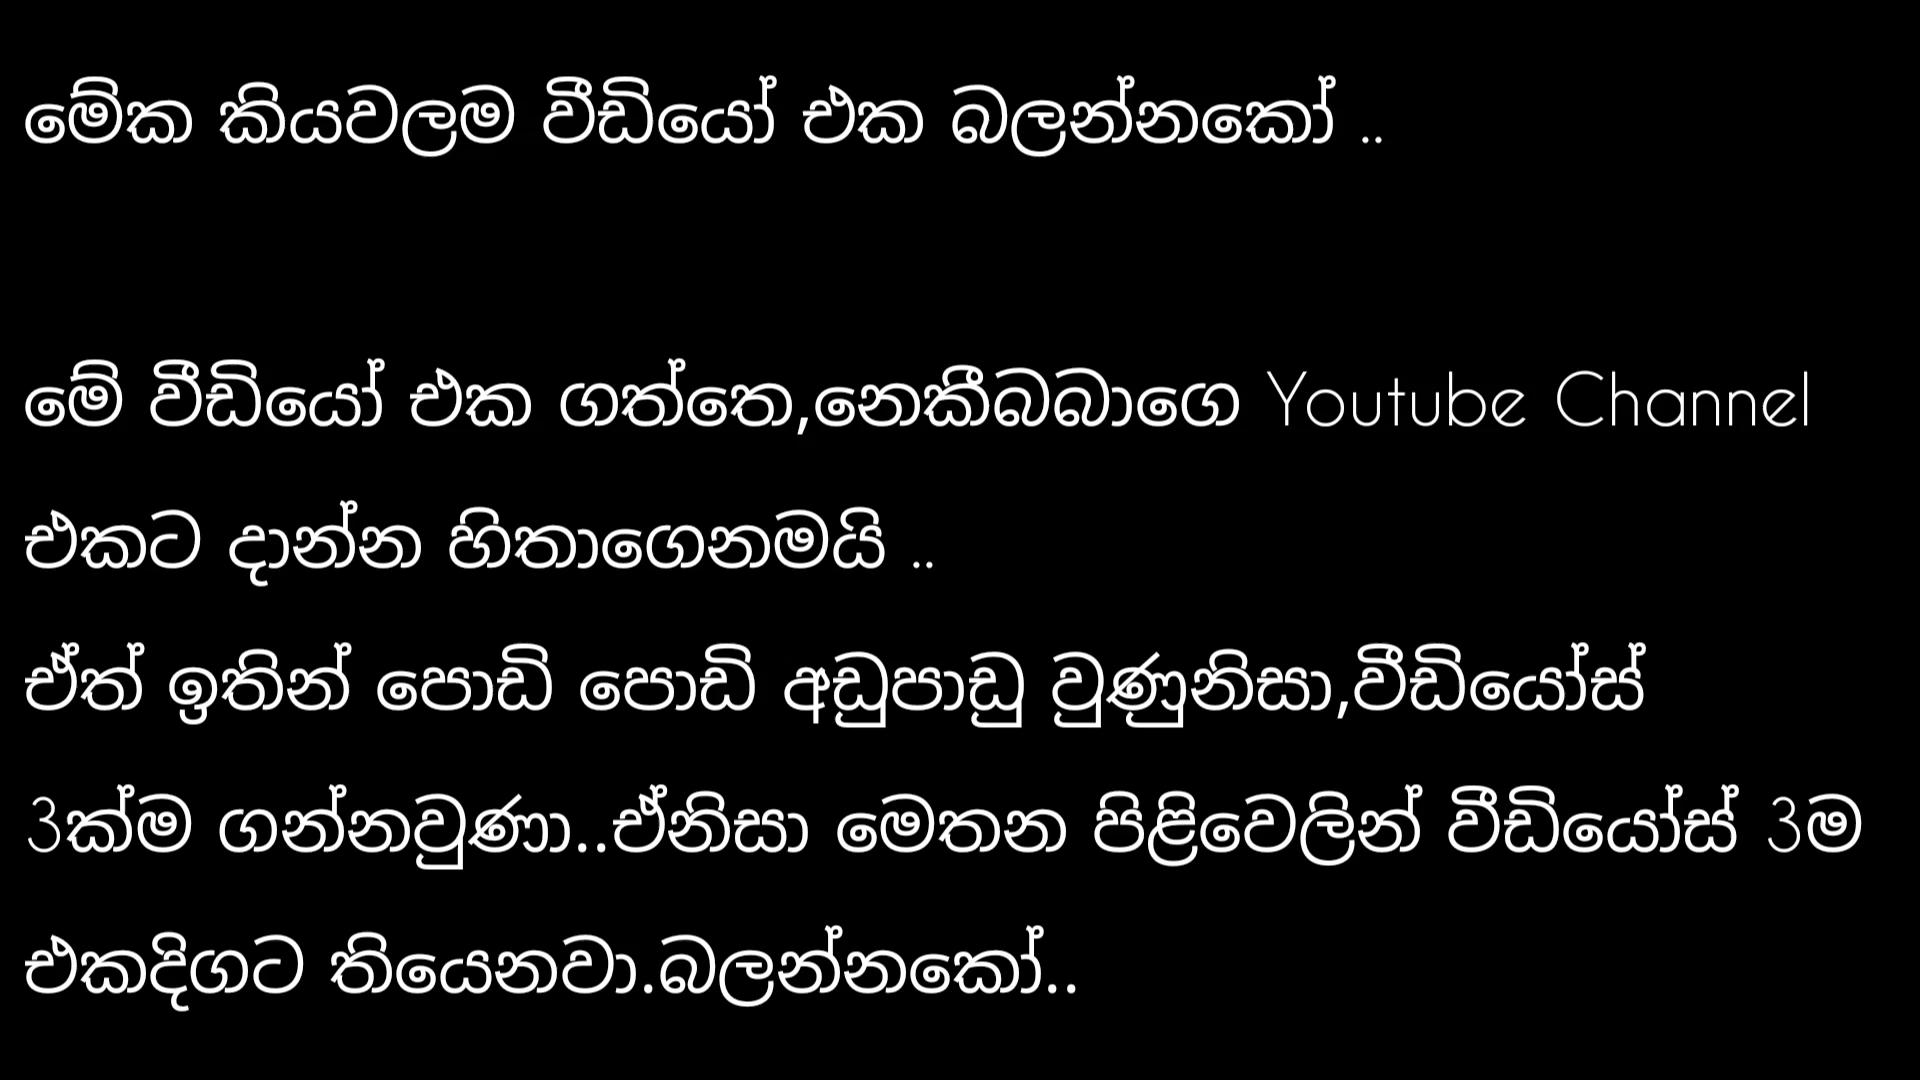 මේක කියවලම වීඩියෝ එක බලන්නකෝ ..
මේ වීඩියෝ එක ගත්තෙ,නෙකීබබාගෙ Youtube Channel
එකට දාන්න හිතාගෙනමයි ..
ඒත් ඉතින් පොඩි පොඩි අඩුපාඩු වුණුනිසා,වීඩියෝස්
3ක්ම ගන්නවුණා..ඒනිසා මෙතන පිළිවෙලින් වීඩියෝස් 3ම
එකදිගට තියෙනවා.බලන්නකෝ..